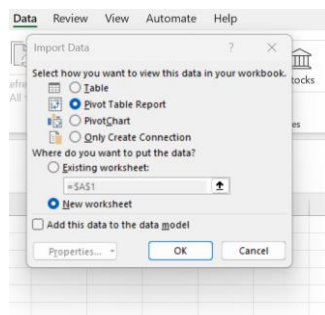 Data Review View Automate Help
Import Data ? ×
Select how you want to view this data in your workbook.
Table
Pivot Table Report
PivotChart
Only Create Connection
Where do you want to put the data?
Existing worksheet:
=$A$1
New worksheet
Add this data to the data model
Properties...
OK Cancel